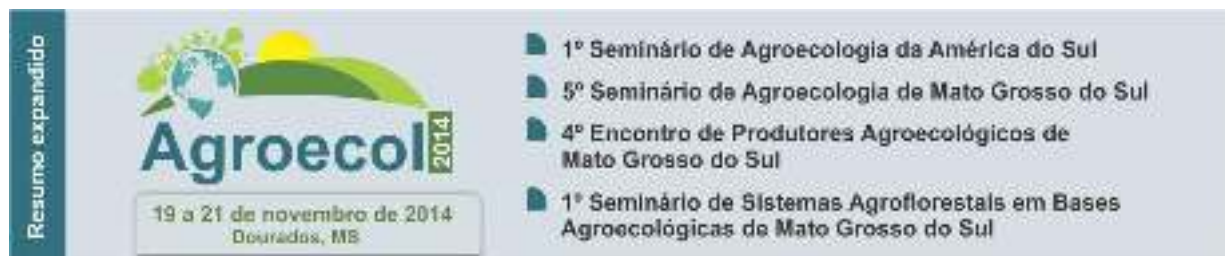 Resumo expandido
Agroecol 2014
19 a 21 de novembro de 2014
Dourados, MS
1º Seminário de Agroecologia da América do Sul
5º Seminário de Agroecologia de Mato Grosso do Sul
4º Encontro de Produtores Agroecológicos de
Mato Grosso do Sul
1º Seminário de Sistemas Agroflorestais em Bases
Agroecológicas de Mato Grosso do Sul